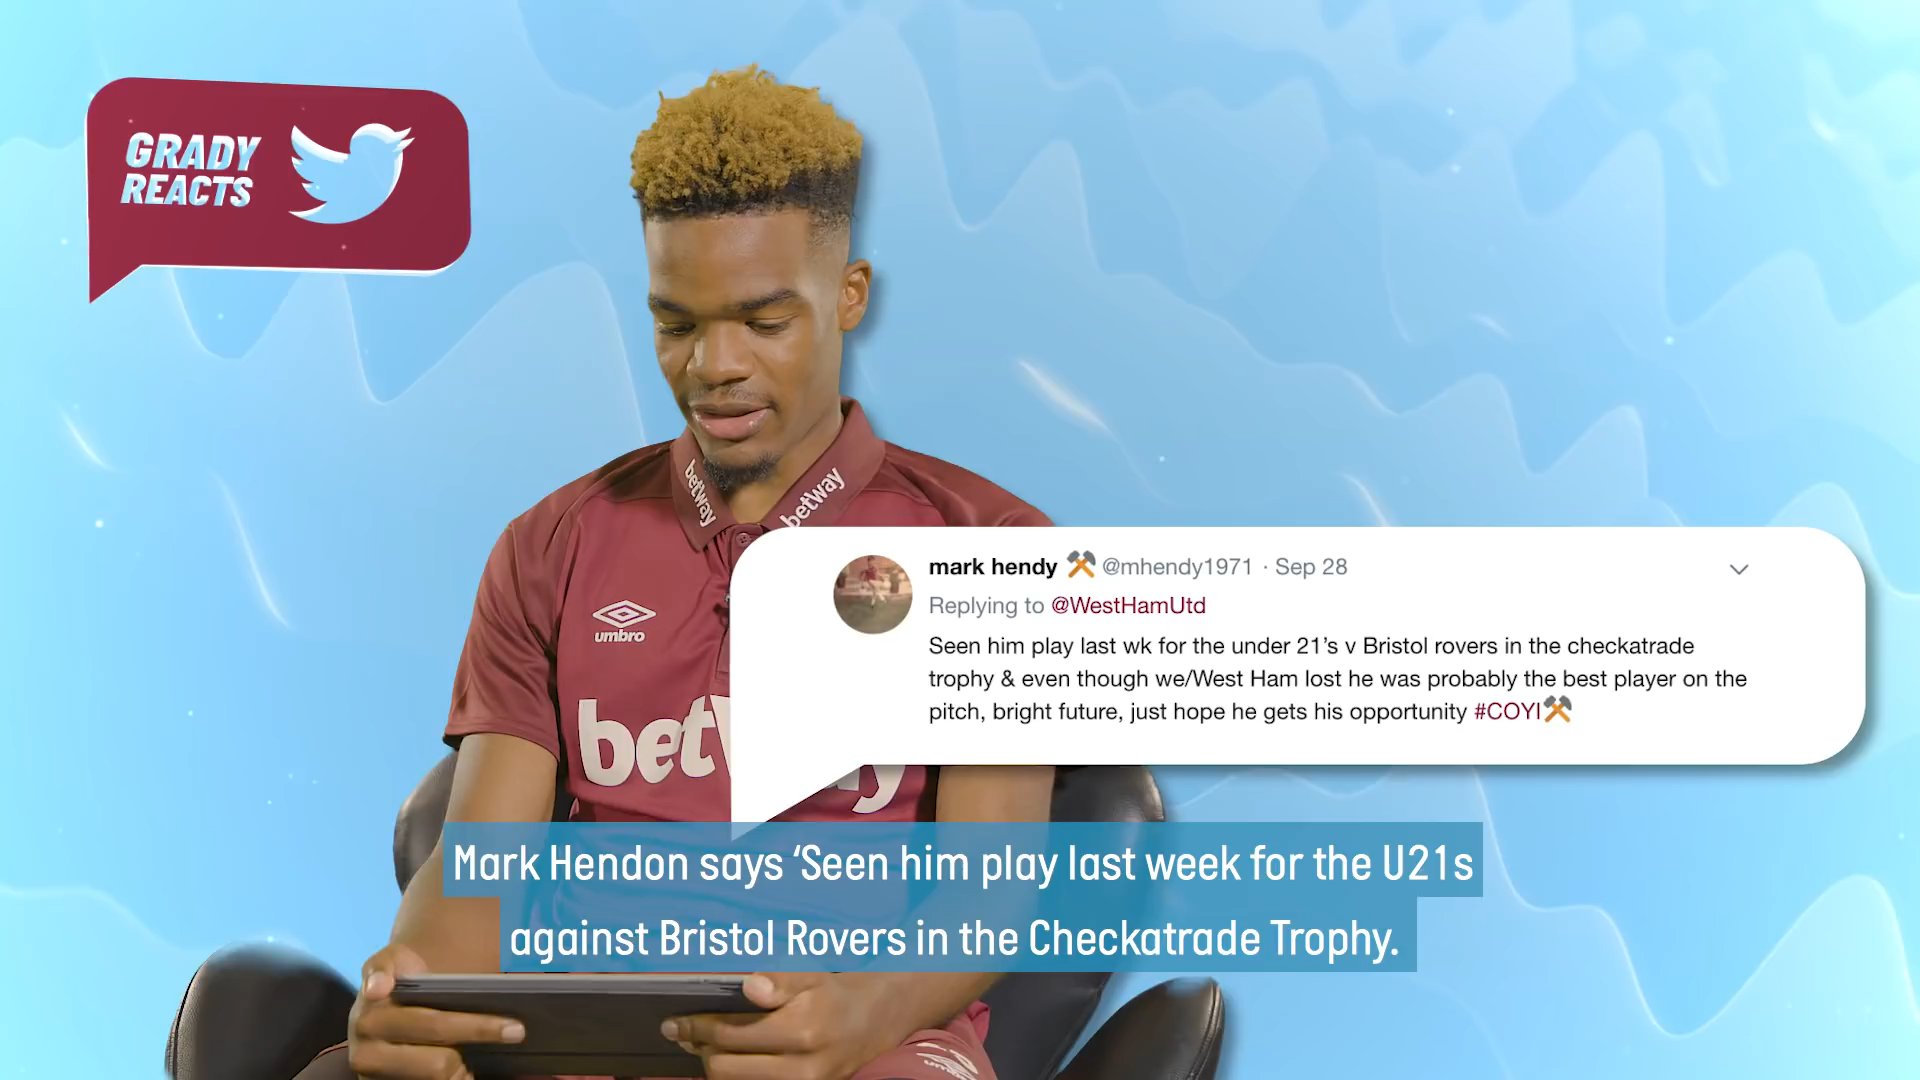 GRADY
REACTS
betway
betway
umbro
mark hendy ⚒ @mhendy1971 · Sep 28
Replying to @WestHamUtd
Seen him play last wk for the under 21’s v Bristol rovers in the checkatrade
trophy & even though we/West Ham lost he was probably the best player on the
pitch, bright future, just hope he gets his opportunity #COYI⚒
Mark Hendon says ‘Seen him play last week for the U21s
against Bristol Rovers in the Checkatrade Trophy.